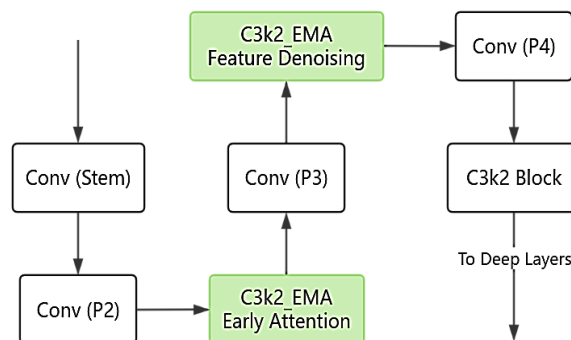 Conv (Stem)
Conv (P2)
C3k2_EMA
Early Attention
Conv (P3)
C3k2_EMA
Feature Denoising
Conv (P4)
C3k2 Block
To Deep Layers